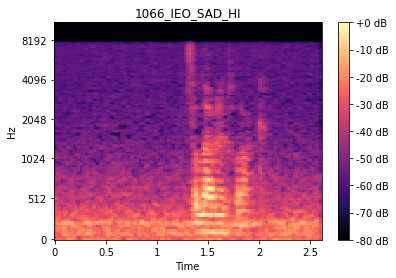 1066_IEO_SAD_HI
+0 dB
8192
-10 dB
4096
-20 dB
-30 dB
2048
Hz
-40 dB
1024
-50 dB
512
-60 dB
-70 dB
0
-80 dB
0 0.5 1 1.5 2 2.5
Time